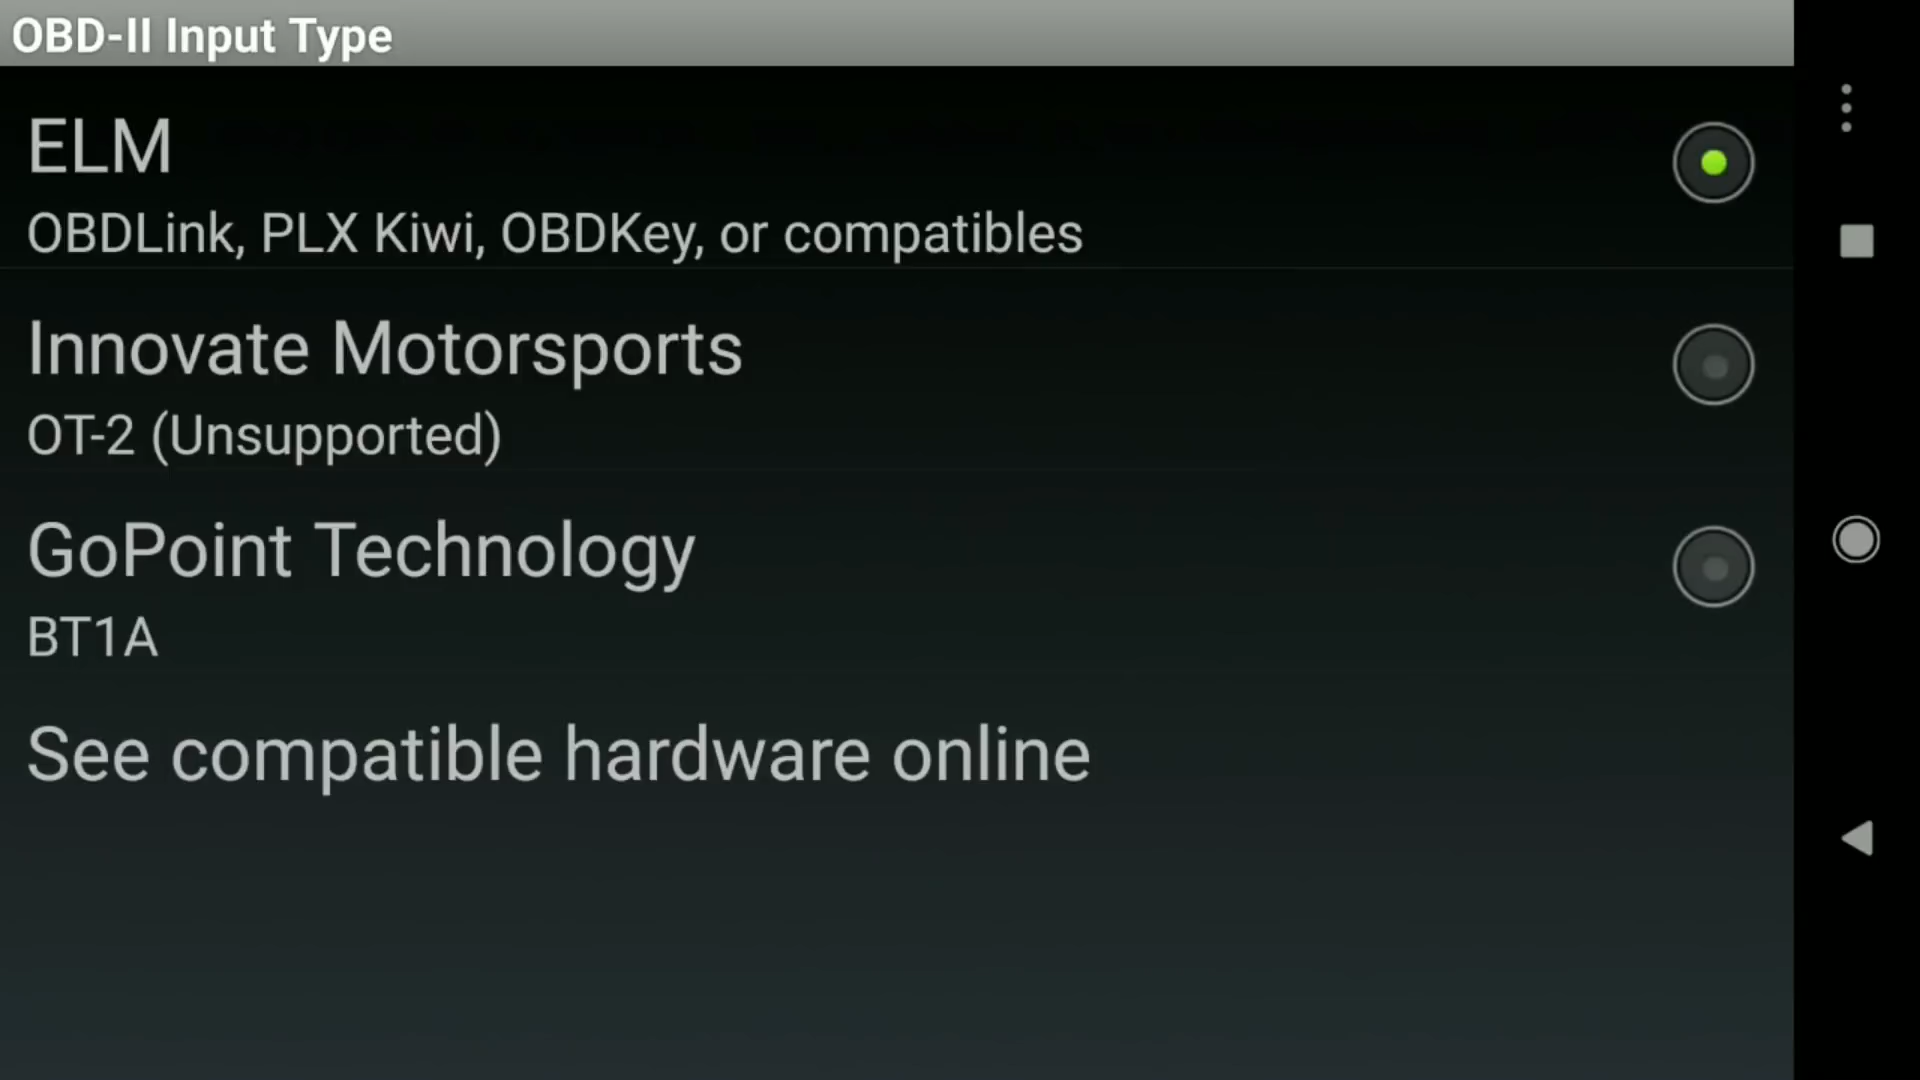 OBD-II Input Type
ELM
OBDLink, PLX Kiwi, OBDKey, or compatibles
Innovate Motorsports
OT-2 (Unsupported)
GoPoint Technology
BT1A
See compatible hardware online